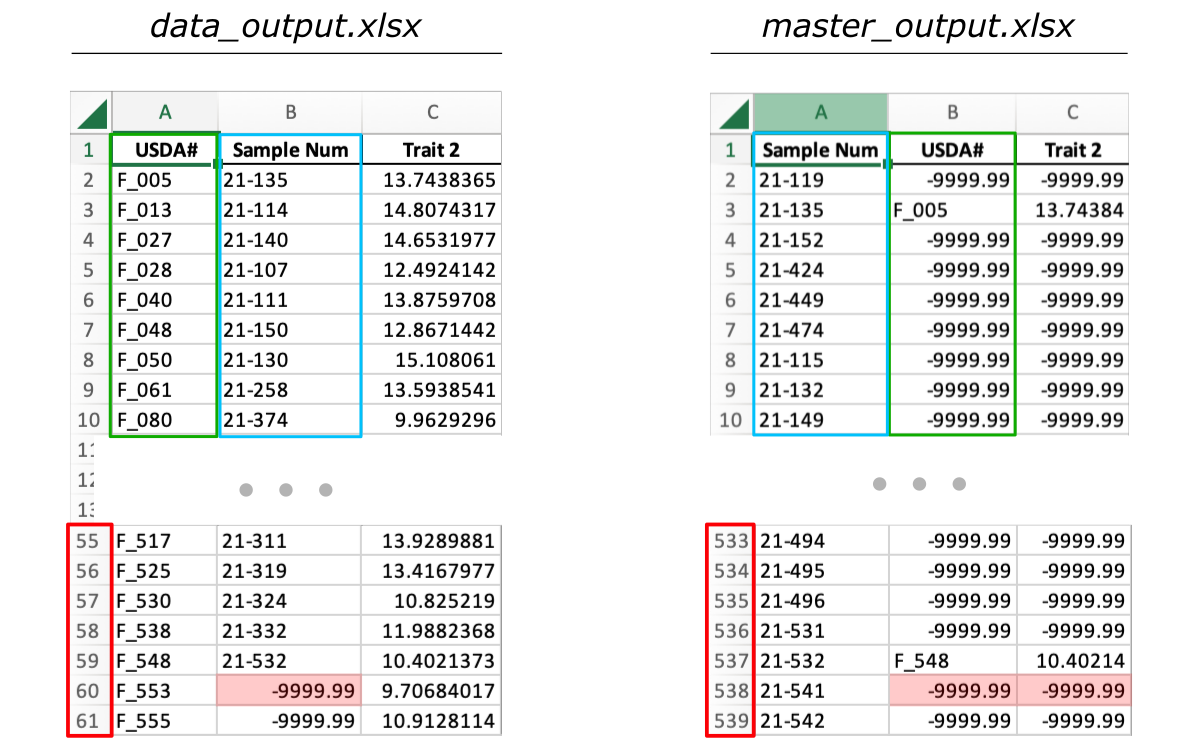 data_output.xlsx master_output.xlsx
A B C A B C
1 USDA# Sample Num Trait 2 1 Sample Num USDA# Trait 2
2 F_005 21-135 13.7438365 2 21-119 -9999.99 -9999.99
3 F_013 21-114 14.8074317 3 21-135 F_005 13.74384
4 F_027 21-140 14.6531977 4 21-152 -9999.99 -9999.99
5 F_028 21-107 12.4924142 5 21-424 -9999.99 -9999.99
6 F_040 21-111 13.8759708 6 21-449 -9999.99 -9999.99
7 F_048 21-150 12.8671442 7 21-474 -9999.99 -9999.99
8 F_050 21-130 15.108061 8 21-115 -9999.99 -9999.99
9 F_061 21-258 13.5938541 9 21-132 -9999.99 -9999.99
10 F_080 21-374 9.9629296 10 21-149 -9999.99 -9999.99
11
12
13
55 F_517 21-311 13.9289881 533 21-494 -9999.99 -9999.99
56 F_525 21-319 13.4167977 534 21-495 -9999.99 -9999.99
57 F_530 21-324 10.825219 535 21-496 -9999.99 -9999.99
58 F_538 21-332 11.9882368 536 21-531 -9999.99 -9999.99
59 F_548 21-532 10.4021373 537 21-532 F_548 10.40214
60 F_553 -9999.99 9.70684017 538 21-541 -9999.99 -9999.99
61 F_555 -9999.99 10.9128114 539 21-542 -9999.99 -9999.99